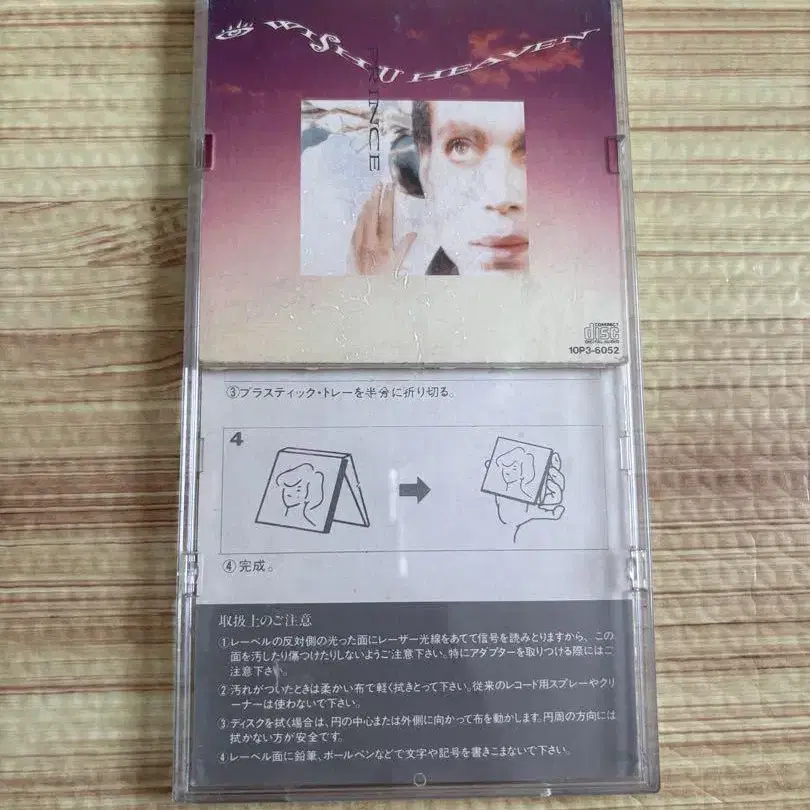 I WISH U HEAVEN
PRINCE
COMPACT
disc
DIGITAL AUDIO
10P3-6052
③プラスティック・トレーを半分に折り切る。
4
④完成。
取扱上のご注意
①レーベルの反対側の光った面にレーザー光線をあてて信号を読みとりますから、この
面を汚したり傷つけたりしないようご注意下さい。特にアダプターを取りつける際にはご
注意下さい。
②汚れがついたときは柔かい布で軽く拭きとって下さい。従来のレコード用スプレーやクリ
ーナーは使わないで下さい。
③ディスクを拭く場合は、円の中心または外側に向かって布を動かします。円周の方向には
拭かない方が安全です。
④レーベル面に鉛筆、ボールペンなどで文字や記号を書きこまないで下さい。